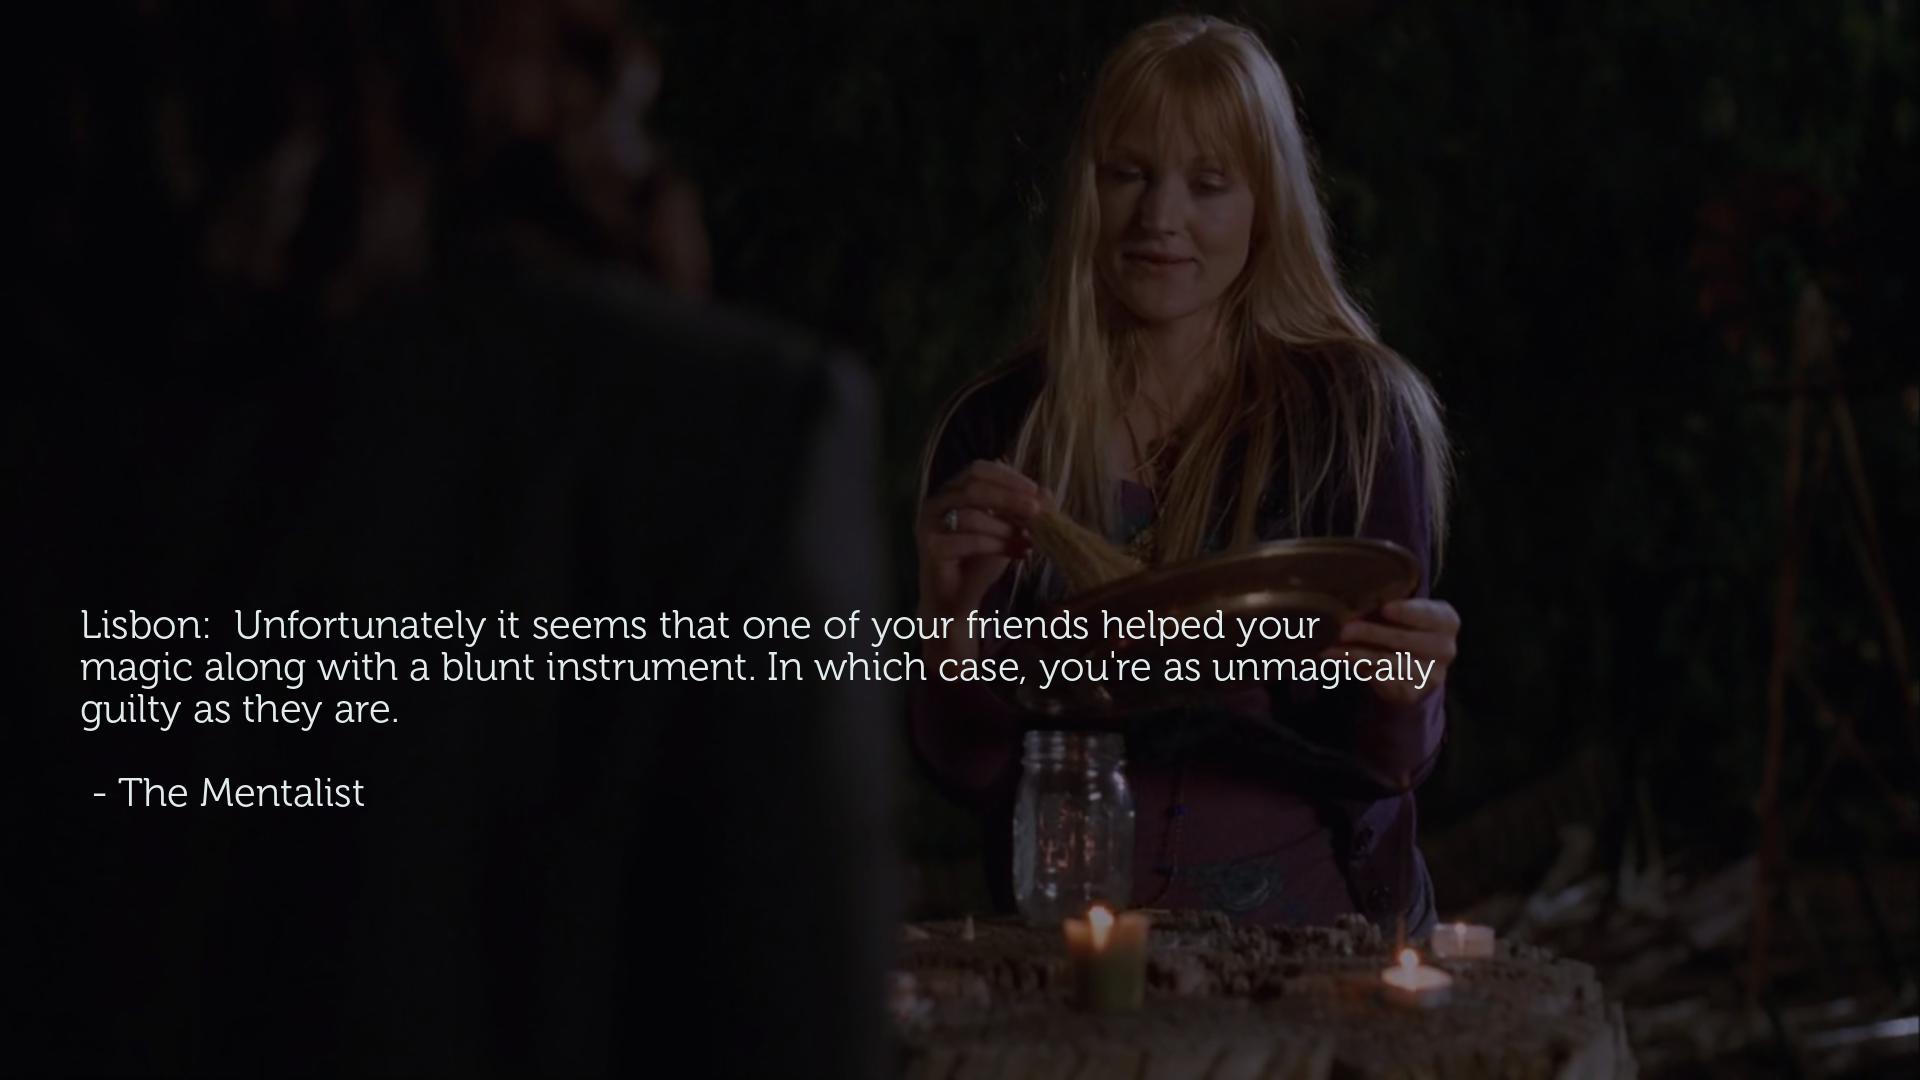 Lisbon:  Unfortunately it seems that one of your friends helped your
magic along with a blunt instrument. In which case, you're as unmagically
guilty as they are.
- The Mentalist